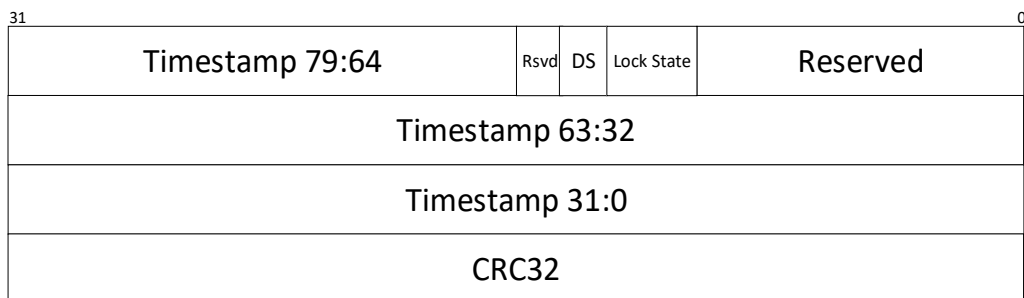 31 0
Timestamp 79:64 Rsvd DS Lock State Reserved
Timestamp 63:32
Timestamp 31:0
CRC32